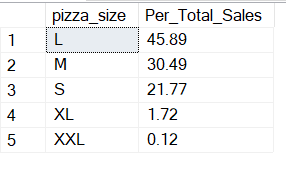 pizza_size Per_Total_Sales
1 L 45.89
2 M 30.49
3 S 21.77
4 XL 1.72
5 XXL 0.12